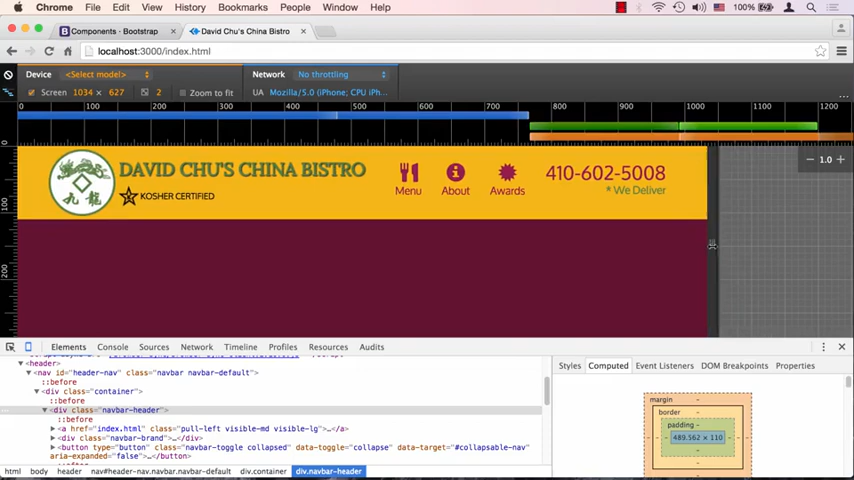 Chrome File Edit View History Bookmarks People Window Help 100%
Components · Bootstrap × David Chu's China Bistro ×
localhost:3000/index.html
Device <Select model> Network No throttling
Screen 1034 × 627 2 Zoom to fit UA Mozilla/5.0 (iPhone; CPU iPh... ...
0 100 200 300 400 500 600 700 800 900 1000 1100 1200
0
100
200
− 1.0 +
DAVID CHU'S CHINA BISTRO
九龍
KOSHER CERTIFIED
Menu
About
Awards
410-602-5008
* We Deliver
Elements Console Sources Network Timeline Profiles Resources Audits
<header>
<nav id="header-nav" class="navbar navbar-default">
::before
<div class="container">
::before
<div class="navbar-header">
::before
<a href="index.html" class="pull-left visible-md visible-lg">…</a>
<div class="navbar-brand">…</div>
<button type="button" class="navbar-toggle collapsed" data-toggle="collapse" data-target="#collapsable-nav"
aria-expanded="false">…</button>
html body header nav#header-nav.navbar.navbar-default div.container div.navbar-header
Styles Computed Event Listeners DOM Breakpoints Properties
margin -
border -
padding -
- - - 489.562 × 110 - - -